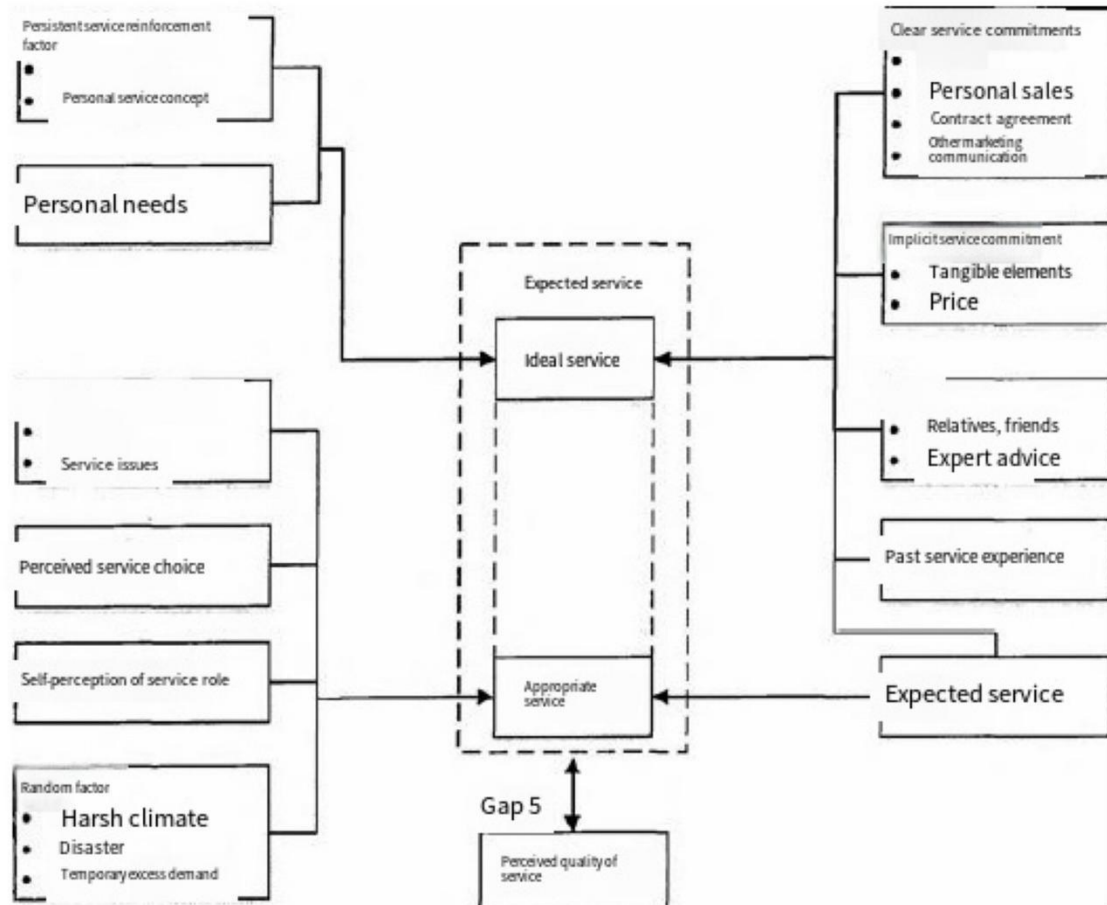 Persistent service reinforcement
factor
Personal service concept
Personal needs
Service issues
Perceived service choice
Self-perception of service role
Random factor
Harsh climate
Disaster
Temporary excess demand
Expected service
Ideal service
Appropriate
service
Gap 5
Perceived quality of
service
Clear service commitments
Personal sales
Contract agreement
Other marketing
communication
Implicit service commitment
Tangible elements
Price
Relatives, friends
Expert advice
Past service experience
Expected service